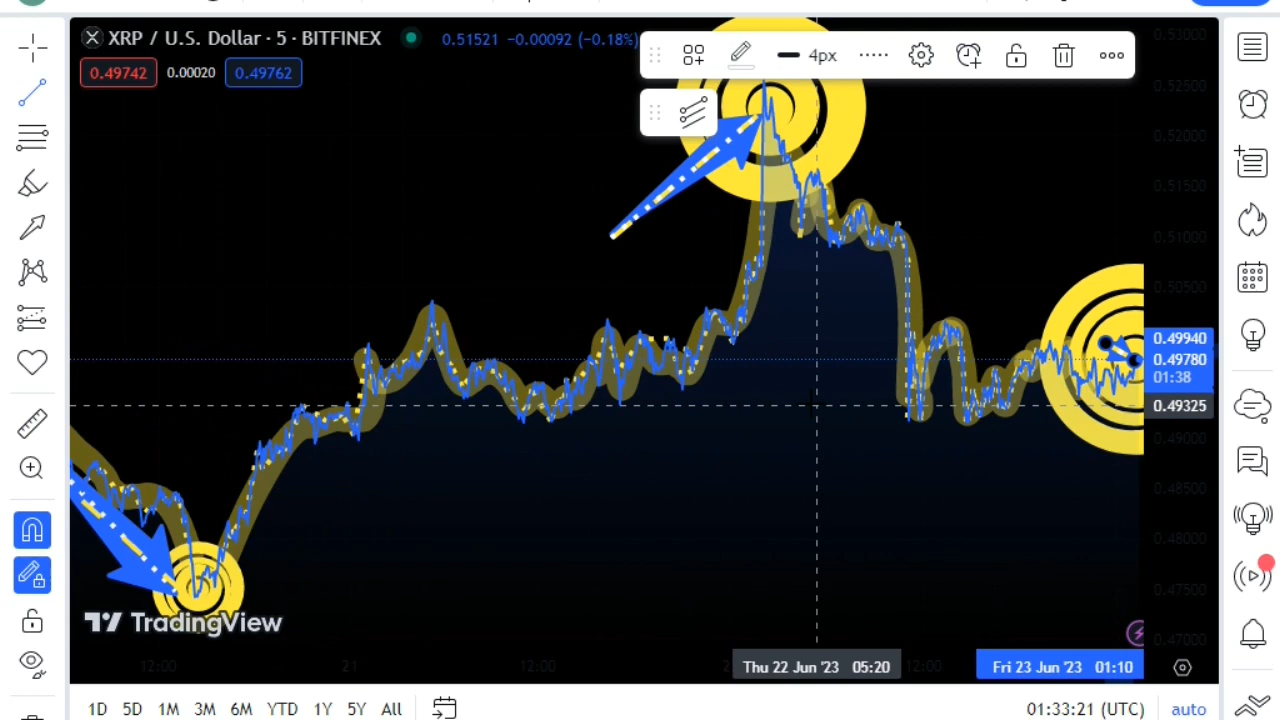 XRP / U.S. Dollar · 5 · BITFINEX 0.51521 −0.00092 (−0.18%)
0.49742 0.00020 0.49762
4px
0.53000
0.52500
0.52000
0.51500
0.51000
0.50500
0.49940
0.49780
01:38
0.49325
0.49000
0.48500
0.48000
0.47500
0.47000
TradingView
12:00 21 12:00 Thu 22 Jun '23 05:20 12:00 Fri 23 Jun '23 01:10
1D 5D 1M 3M 6M YTD 1Y 5Y All 01:33:21 (UTC) auto